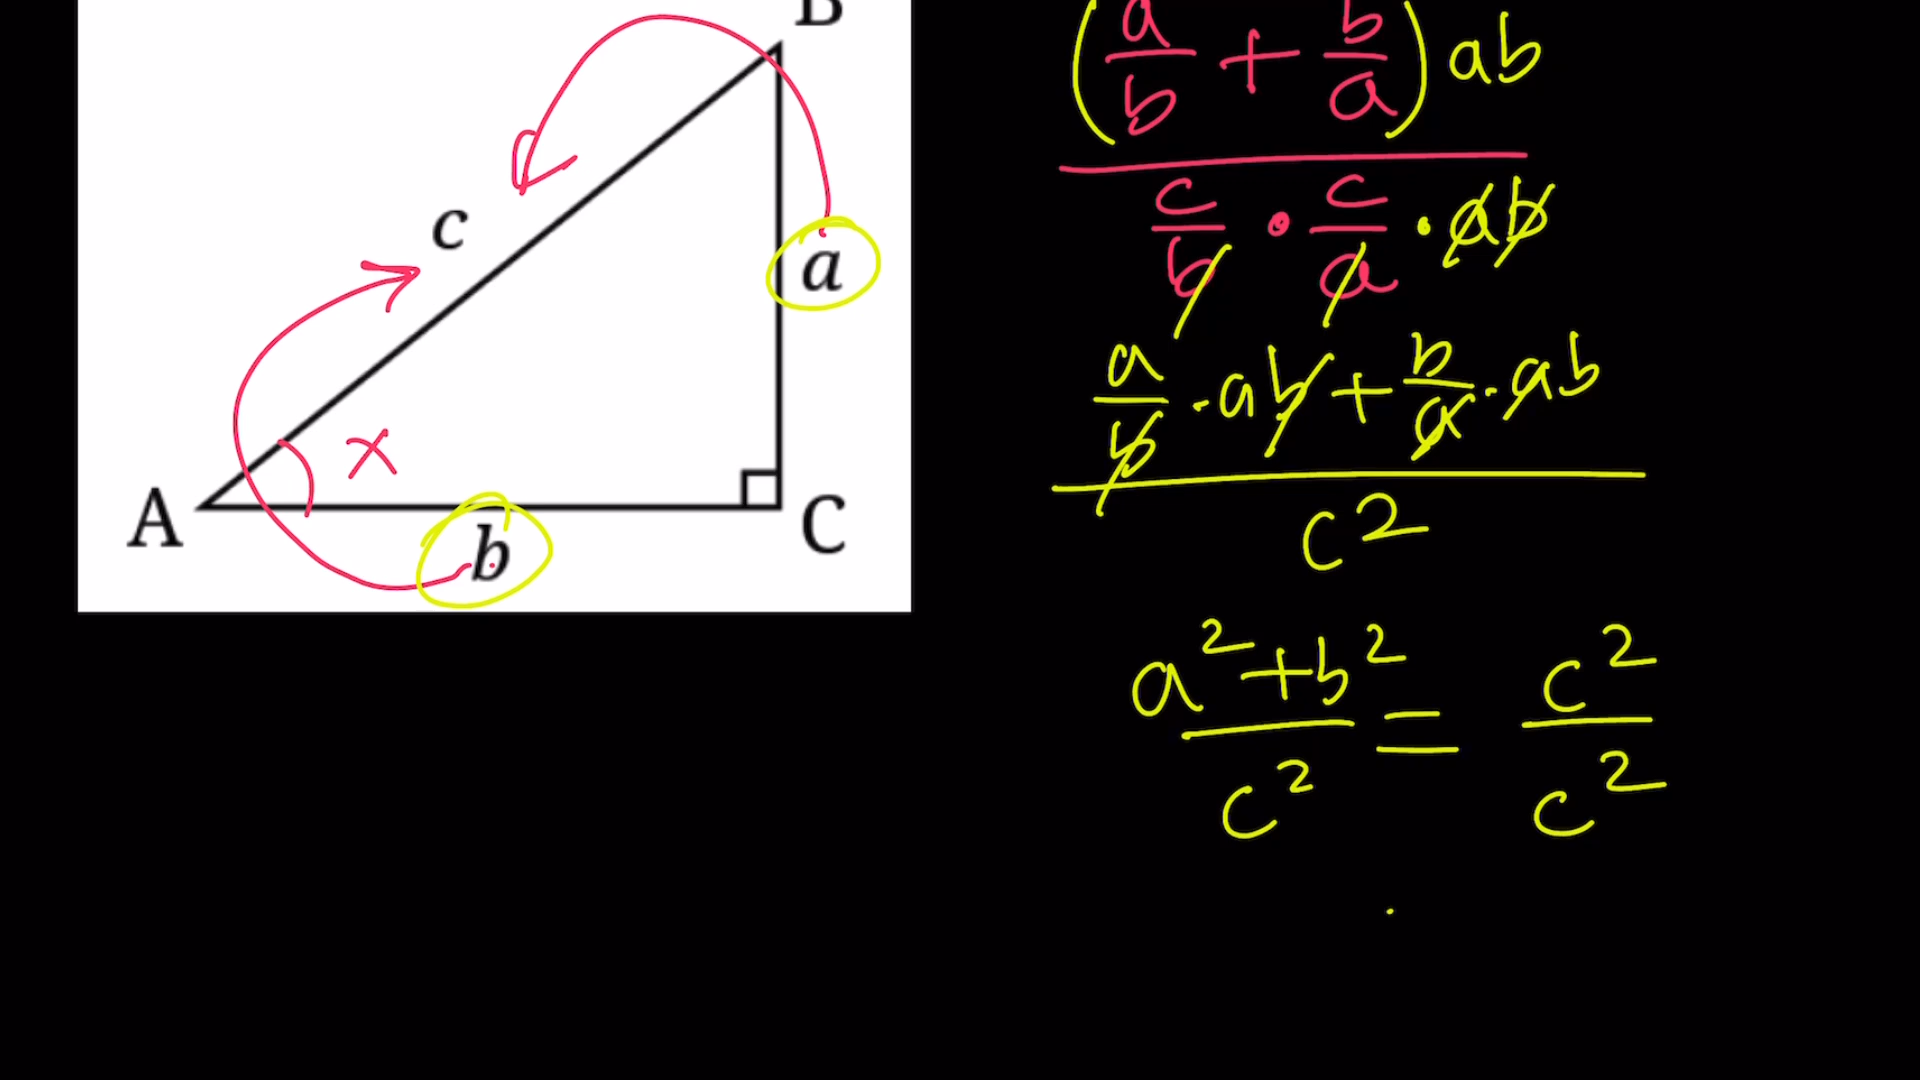 B
c
a
x
A
b
C
(a/b + b/a) ab
c/b · c/a · ab
a/b · ab + b/a · ab
c²
a² + b² / c² = c² / c²